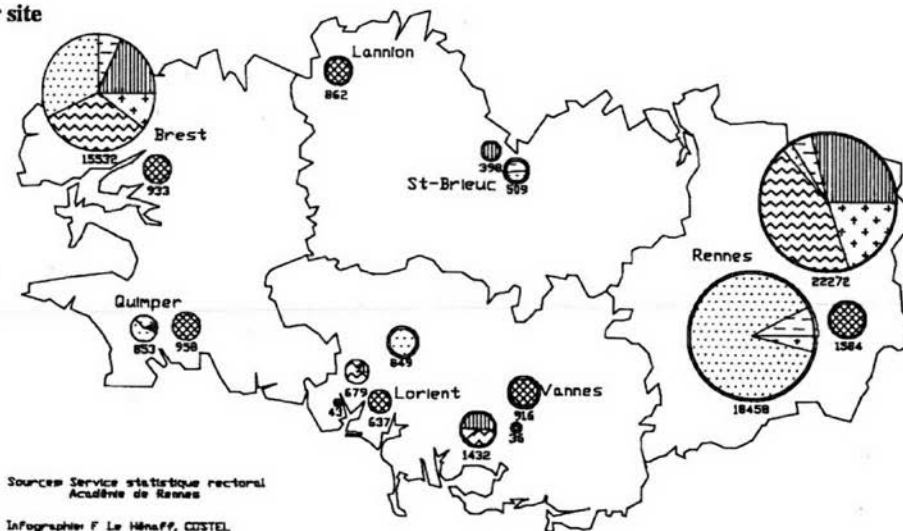 site
Lannion
862
Brest
15532
933
398
St-Brieuc
509
Rennes
22272
Quimper
853
958
849
679
Lorient
43
637
Vannes
916
36
1432
1584
18458
Sources Service statistique rectoral
Académie de Rennes
Infographie: F Le Hénaff, COSTEL